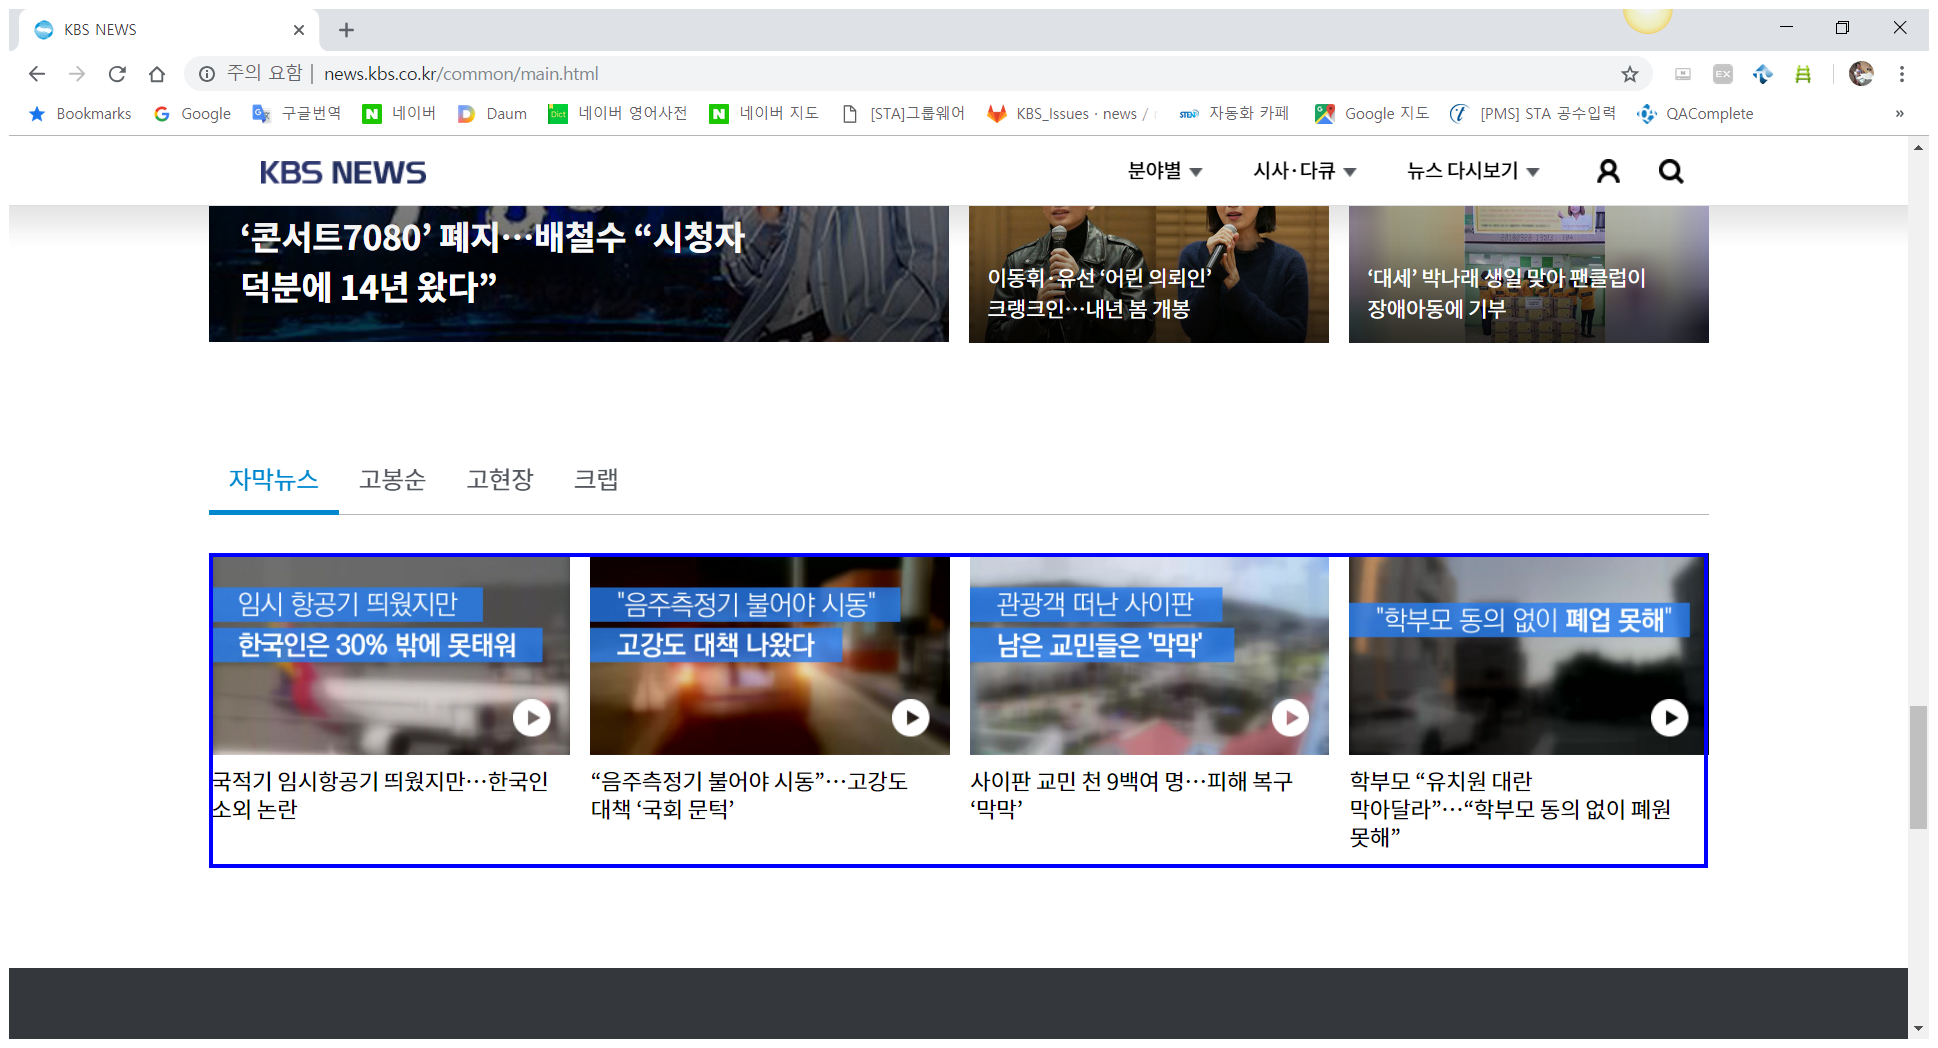 KBS NEWS
주의 요함 | news.kbs.co.kr/common/main.html
EX
Bookmarks Google 구글번역 네이버 Daum 네이버 영어사전 네이버 지도 [STA]그룹웨어 KBS_Issues · news / 자동화 카페 Google 지도 [PMS] STA 공수입력 QAComplete »
KBS NEWS 분야별 시사·다큐 뉴스 다시보기
‘콘서트7080’ 폐지…배철수 “시청자
덕분에 14년 왔다”
이동휘·유선 ‘어린 의뢰인’
크랭크인…내년 봄 개봉
‘대세’ 박나래 생일 맞아 팬클럽이
장애아동에 기부
자막뉴스 고봉순 고현장 크랩
임시 항공기 띄웠지만
한국인은 30% 밖에 못태워
국적기 임시항공기 띄웠지만…한국인
소외 논란
"음주측정기 불어야 시동"
고강도 대책 나왔다
“음주측정기 불어야 시동”…고강도
대책 ‘국회 문턱’
관광객 떠난 사이판
남은 교민들은 '막막'
사이판 교민 천 9백여 명…피해 복구
‘막막’
"학부모 동의 없이 폐업 못해"
학부모 “유치원 대란
막아달라”…“학부모 동의 없이 폐원
못해”